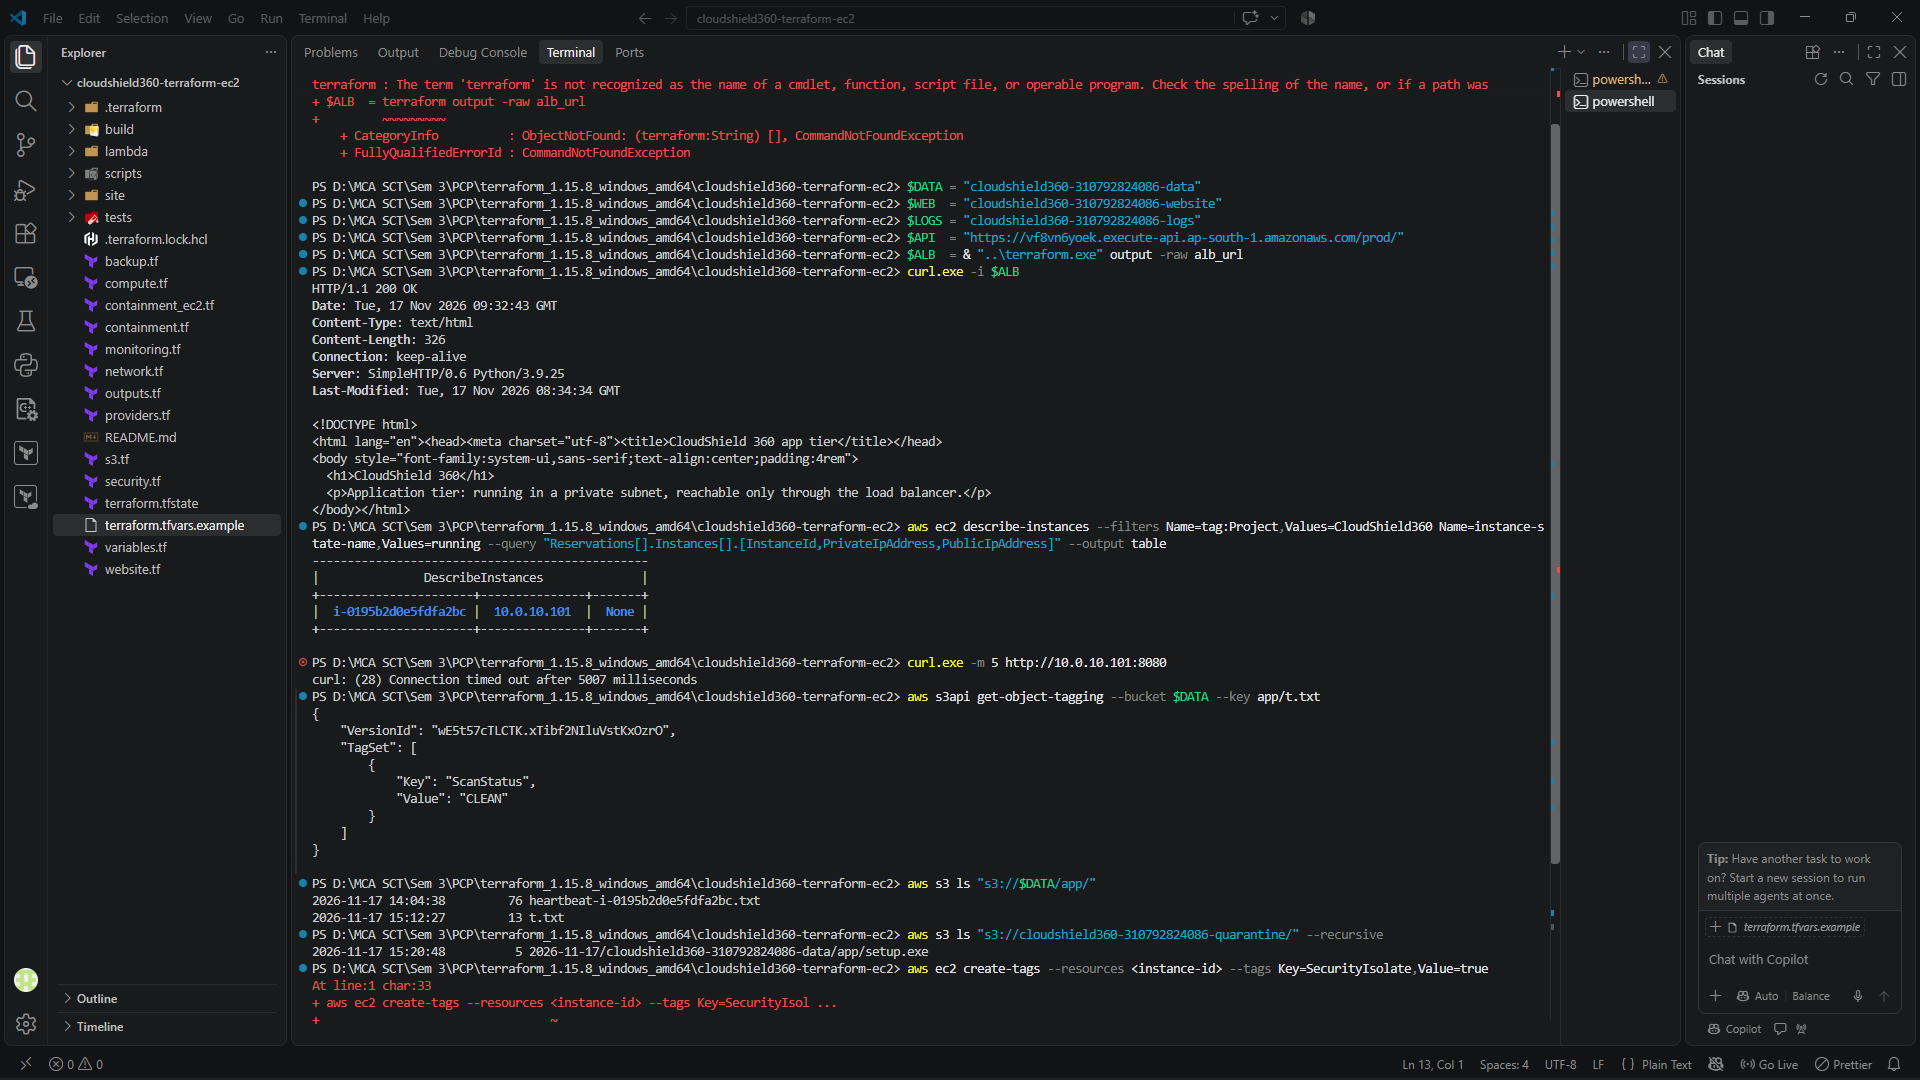 File Edit Selection View Go Run Terminal Help
cloudshield360-terraform-ec2
Explorer
cloudshield360-terraform-ec2
.terraform
build
lambda
scripts
site
tests
.terraform.lock.hcl
backup.tf
compute.tf
containment_ec2.tf
containment.tf
monitoring.tf
network.tf
outputs.tf
providers.tf
README.md
s3.tf
security.tf
terraform.tfstate
terraform.tfvars.example
variables.tf
website.tf
Outline
Timeline
Problems Output Debug Console Terminal Ports
terraform : The term 'terraform' is not recognized as the name of a cmdlet, function, script file, or operable program. Check the spelling of the name, or if a path was
+ $ALB  = terraform output -raw alb_url
+         ~~~~~~~~~
    + CategoryInfo          : ObjectNotFound: (terraform:String) [], CommandNotFoundException
    + FullyQualifiedErrorId : CommandNotFoundException
PS D:\MCA SCT\Sem 3\PCP\terraform_1.15.8_windows_amd64\cloudshield360-terraform-ec2> $DATA = "cloudshield360-310792824086-data"
PS D:\MCA SCT\Sem 3\PCP\terraform_1.15.8_windows_amd64\cloudshield360-terraform-ec2> $WEB  = "cloudshield360-310792824086-website"
PS D:\MCA SCT\Sem 3\PCP\terraform_1.15.8_windows_amd64\cloudshield360-terraform-ec2> $LOGS = "cloudshield360-310792824086-logs"
PS D:\MCA SCT\Sem 3\PCP\terraform_1.15.8_windows_amd64\cloudshield360-terraform-ec2> $API  = "https://vf8vn6yoek.execute-api.ap-south-1.amazonaws.com/prod/"
PS D:\MCA SCT\Sem 3\PCP\terraform_1.15.8_windows_amd64\cloudshield360-terraform-ec2> $ALB  = & "..\terraform.exe" output -raw alb_url
PS D:\MCA SCT\Sem 3\PCP\terraform_1.15.8_windows_amd64\cloudshield360-terraform-ec2> curl.exe -i $ALB
HTTP/1.1 200 OK
Date: Tue, 17 Nov 2026 09:32:43 GMT
Content-Type: text/html
Content-Length: 326
Connection: keep-alive
Server: SimpleHTTP/0.6 Python/3.9.25
Last-Modified: Tue, 17 Nov 2026 08:34:34 GMT
<!DOCTYPE html>
<html lang="en"><head><meta charset="utf-8"><title>CloudShield 360 app tier</title></head>
<body style="font-family:system-ui,sans-serif;text-align:center;padding:4rem">
  <h1>CloudShield 360</h1>
  <p>Application tier: running in a private subnet, reachable only through the load balancer.</p>
</body></html>
PS D:\MCA SCT\Sem 3\PCP\terraform_1.15.8_windows_amd64\cloudshield360-terraform-ec2> aws ec2 describe-instances --filters Name=tag:Project,Values=CloudShield360 Name=instance-s
tate-name,Values=running --query "Reservations[].Instances[].[InstanceId,PrivateIpAddress,PublicIpAddress]" --output table
-----------------------------------------------
|               DescribeInstances              |
+----------------------+---------------+-------+
|  i-0195b2d0e5fdfa2bc |  10.0.10.101  |  None |
+----------------------+---------------+-------+
PS D:\MCA SCT\Sem 3\PCP\terraform_1.15.8_windows_amd64\cloudshield360-terraform-ec2> curl.exe -m 5 http://10.0.10.101:8080
curl: (28) Connection timed out after 5007 milliseconds
PS D:\MCA SCT\Sem 3\PCP\terraform_1.15.8_windows_amd64\cloudshield360-terraform-ec2> aws s3api get-object-tagging --bucket $DATA --key app/t.txt
{
    "VersionId": "wE5t57cTLCTK.xTibf2NIluVstKxOzrO",
    "TagSet": [
        {
            "Key": "ScanStatus",
            "Value": "CLEAN"
        }
    ]
}
PS D:\MCA SCT\Sem 3\PCP\terraform_1.15.8_windows_amd64\cloudshield360-terraform-ec2> aws s3 ls "s3://$DATA/app/"
2026-11-17 14:04:38         76 heartbeat-i-0195b2d0e5fdfa2bc.txt
2026-11-17 15:12:27         13 t.txt
PS D:\MCA SCT\Sem 3\PCP\terraform_1.15.8_windows_amd64\cloudshield360-terraform-ec2> aws s3 ls "s3://cloudshield360-310792824086-quarantine/" --recursive
2026-11-17 15:20:48          5 2026-11-17/cloudshield360-310792824086-data/app/setup.exe
PS D:\MCA SCT\Sem 3\PCP\terraform_1.15.8_windows_amd64\cloudshield360-terraform-ec2> aws ec2 create-tags --resources <instance-id> --tags Key=SecurityIsolate,Value=true
At line:1 char:33
+ aws ec2 create-tags --resources <instance-id> --tags Key=SecurityIsol ...
+                                 ~
powersh...
powershell
Chat
Sessions
Tip: Have another task to work
on? Start a new session to run
multiple agents at once.
terraform.tfvars.example
Chat with Copilot
Auto Balance
Copilot
0 0
Ln 13, Col 1 Spaces: 4 UTF-8 LF { } Plain Text Go Live Prettier